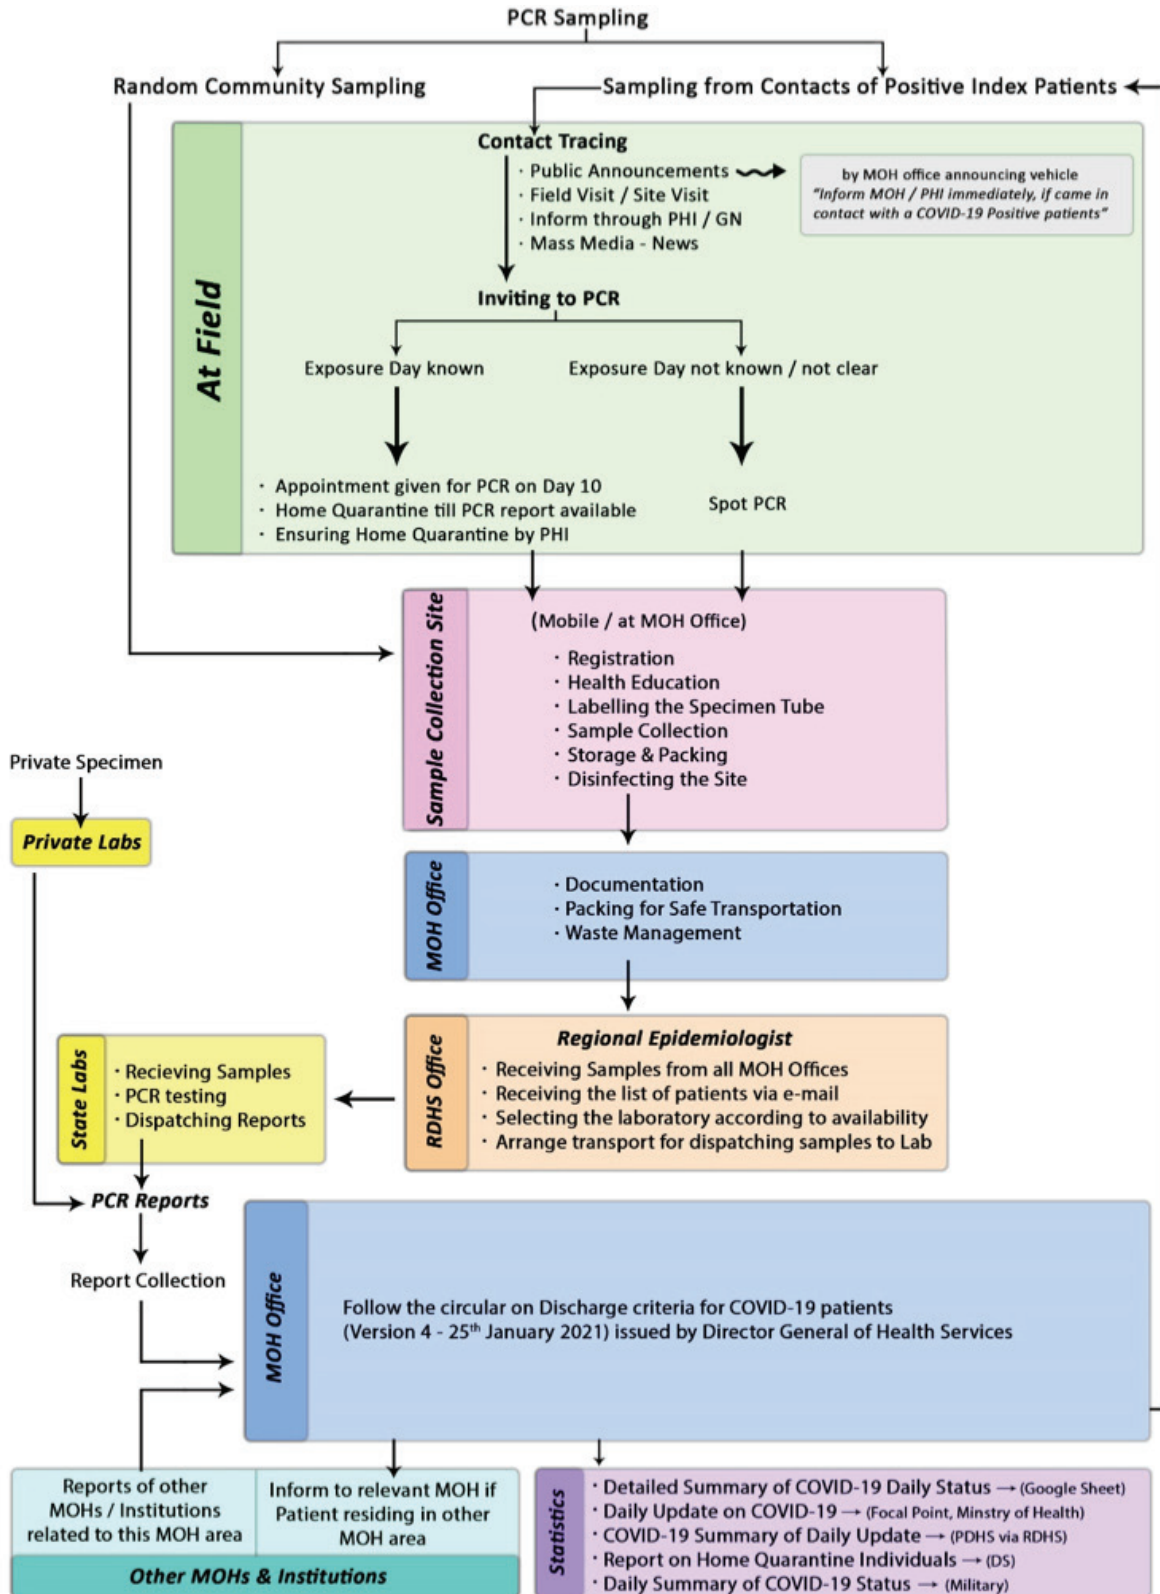 PCR Sampling
Random Community Sampling
Sampling from Contacts of Positive Index Patients
At Field
Contact Tracing
· Public Announcements
· Field Visit / Site Visit
· Inform through PHI / GN
· Mass Media - News
by MOH office announcing vehicle
"Inform MOH / PHI immediately, if came in
contact with a COVID-19 Positive patients"
Inviting to PCR
Exposure Day known
Exposure Day not known / not clear
· Appointment given for PCR on Day 10
· Home Quarantine till PCR report available
· Ensuring Home Quarantine by PHI
Spot PCR
Sample Collection Site
(Mobile / at MOH Office)
· Registration
· Health Education
· Labelling the Specimen Tube
· Sample Collection
· Storage & Packing
· Disinfecting the Site
Private Specimen
Private Labs
MOH Office
· Documentation
· Packing for Safe Transportation
· Waste Management
RDHS Office
Regional Epidemiologist
· Receiving Samples from all MOH Offices
· Receiving the list of patients via e-mail
· Selecting the laboratory according to availability
· Arrange transport for dispatching samples to Lab
State Labs
· Recieving Samples
· PCR testing
· Dispatching Reports
PCR Reports
Report Collection
MOH Office
Follow the circular on Discharge criteria for COVID-19 patients
(Version 4 - 25th January 2021) issued by Director General of Health Services
Reports of other
MOHs / Institutions
related to this MOH area
Inform to relevant MOH if
Patient residing in other
MOH area
Other MOHs & Institutions
Statistics
· Detailed Summary of COVID-19 Daily Status → (Google Sheet)
· Daily Update on COVID-19 → (Focal Point, Minstry of Health)
· COVID-19 Summary of Daily Update → (PDHS via RDHS)
· Report on Home Quarantine Individuals → (DS)
· Daily Summary of COVID-19 Status → (Military)